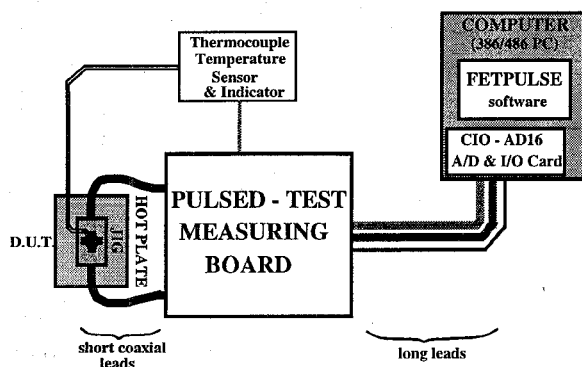 COMPUTER
(386/486 PC)
FETPULSE
software
CIO - AD16
A/D & I/O Card
Thermocouple
Temperature
Sensor
& Indicator
PULSED - TEST
MEASURING
BOARD
D.U.T.
JIG
HOT PLATE
short coaxial
leads
long leads